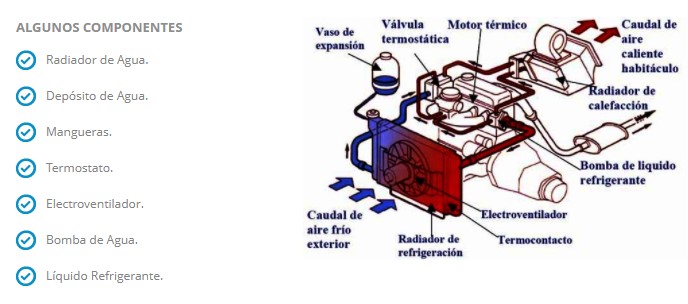 ALGUNOS COMPONENTES
Radiador de Agua.
Depósito de Agua.
Mangueras.
Termostato.
Electroventilador.
Bomba de Agua.
Líquido Refrigerante.
Vaso de
expansión
Válvula
termostática
Motor térmico
Caudal de
aire
caliente
habitáculo
Radiador de
calefacción
Bomba de liquido
refrigerante
Electroventilador
Termocontacto
Radiador de
refrigeración
Caudal de
aire frío
exterior